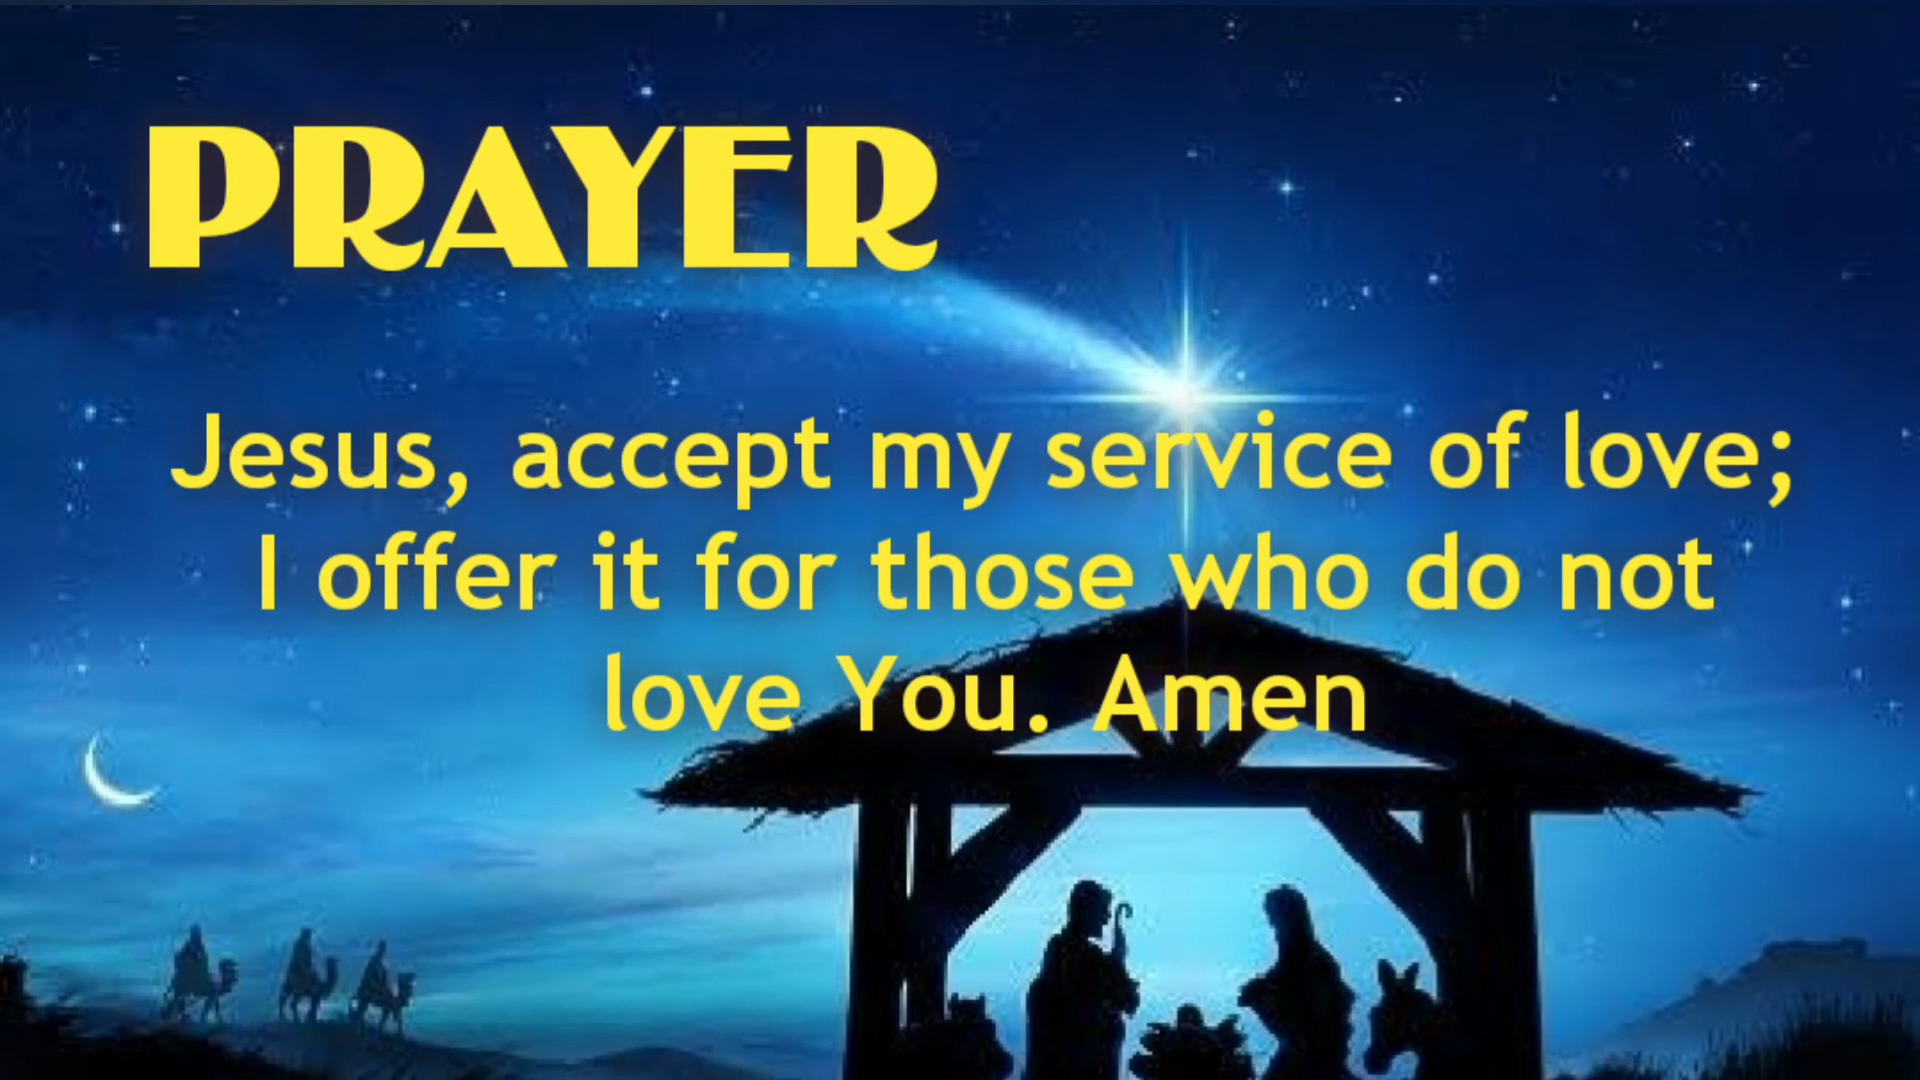 PRAYER
Jesus, accept my service of love;
I offer it for those who do not
love You. Amen